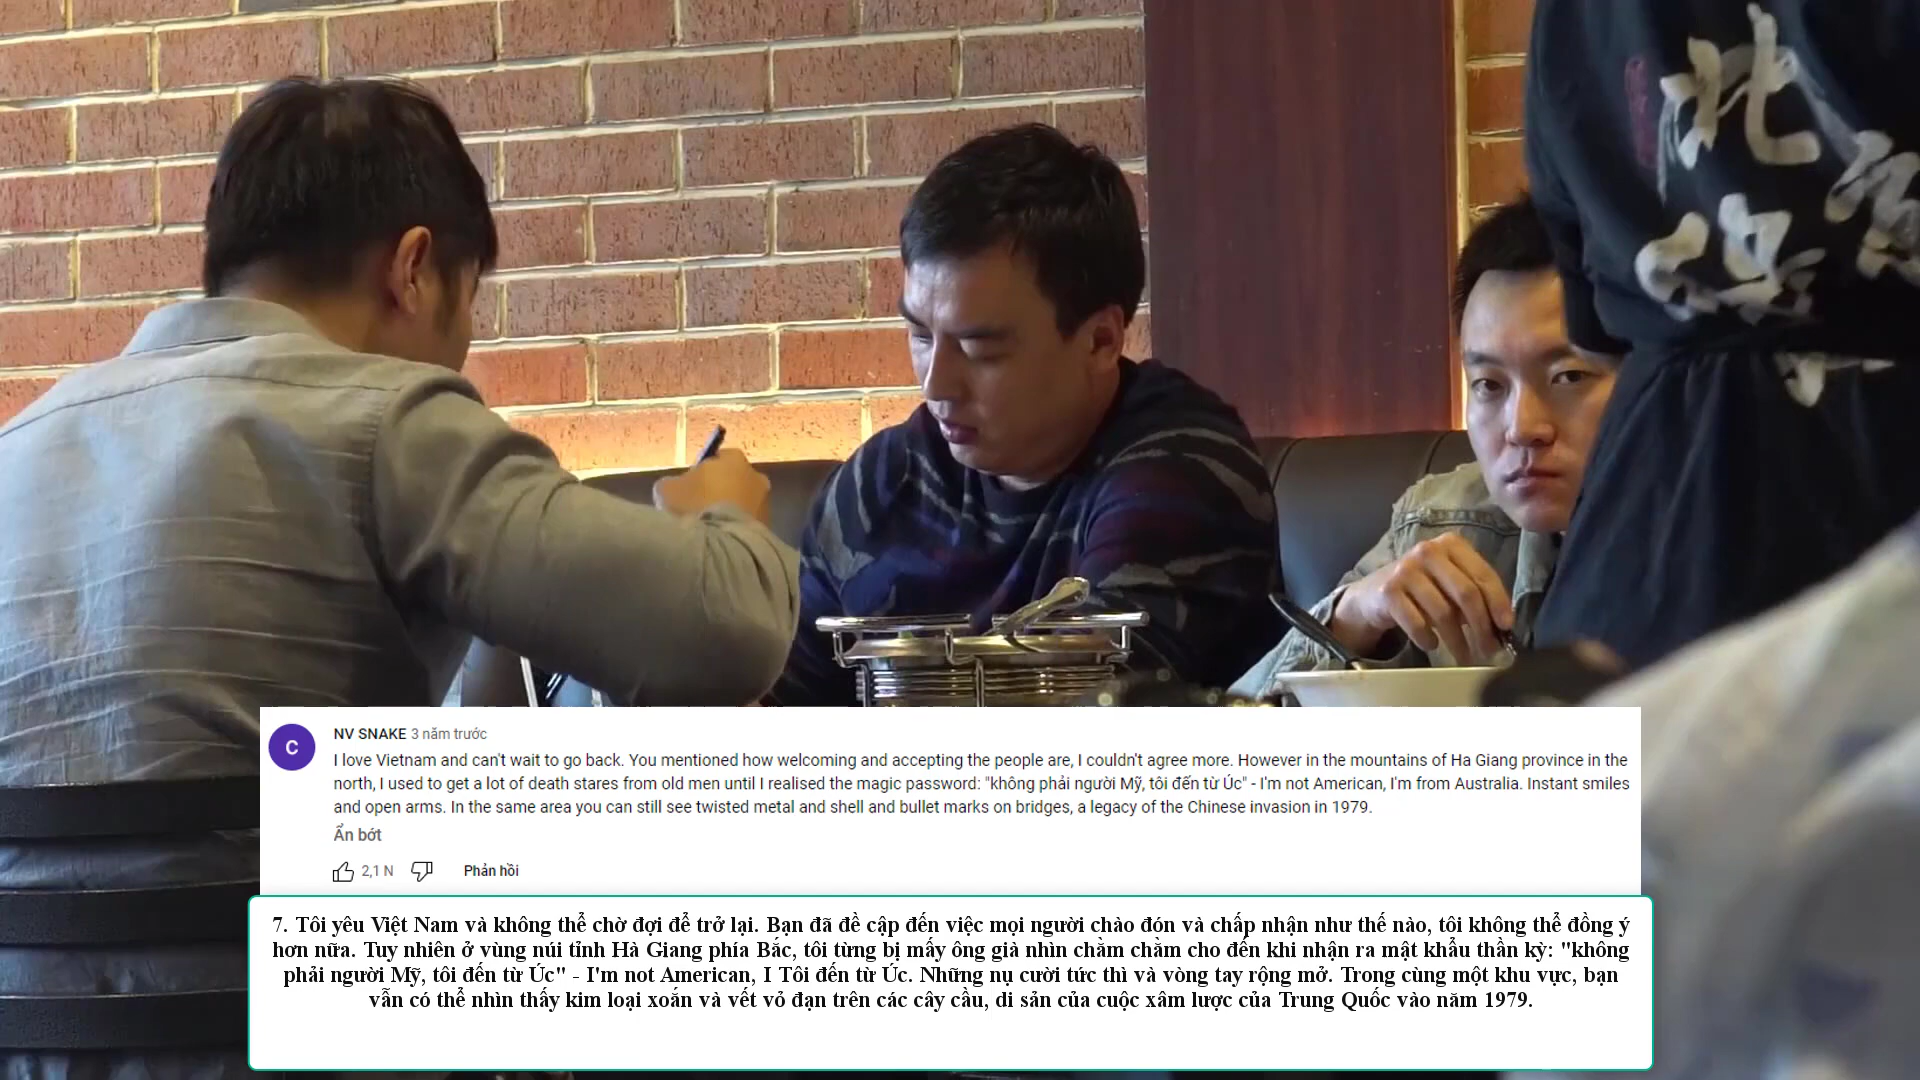 北
NV SNAKE 3 năm trước
C
I love Vietnam and can't wait to go back. You mentioned how welcoming and accepting the people are, I couldn't agree more. However in the mountains of Ha Giang province in the
north, I used to get a lot of death stares from old men until I realised the magic password: "không phải người Mỹ, tôi đến từ Úc" - I'm not American, I'm from Australia. Instant smiles
and open arms. In the same area you can still see twisted metal and shell and bullet marks on bridges, a legacy of the Chinese invasion in 1979.
Ẩn bớt
2,1 N Phản hồi
7. Tôi yêu Việt Nam và không thể chờ đợi để trở lại. Bạn đã đề cập đến việc mọi người chào đón và chấp nhận như thế nào, tôi không thể đồng ý
hơn nữa. Tuy nhiên ở vùng núi tỉnh Hà Giang phía Bắc, tôi từng bị mấy ông già nhìn chằm chằm cho đến khi nhận ra mật khẩu thần kỳ: "không
phải người Mỹ, tôi đến từ Úc" - I'm not American, I Tôi đến từ Úc. Những nụ cười tức thì và vòng tay rộng mở. Trong cùng một khu vực, bạn
vẫn có thể nhìn thấy kim loại xoắn và vết vỏ đạn trên các cây cầu, di sản của cuộc xâm lược của Trung Quốc vào năm 1979.